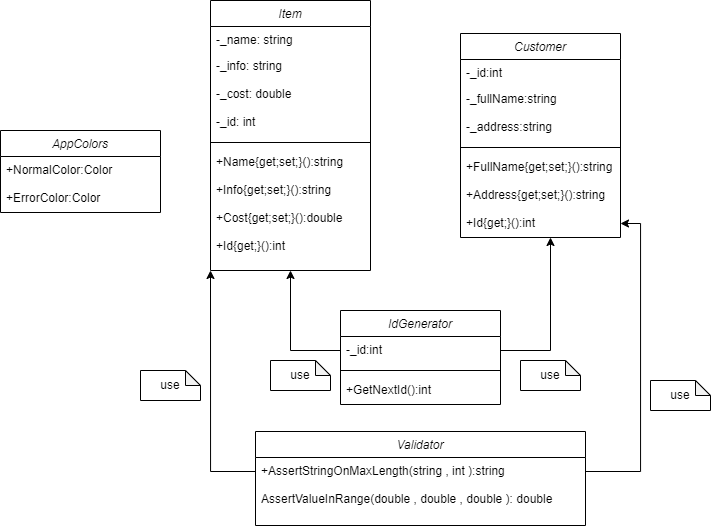 Item
-_name: string
-_info: string
-_cost: double
-_id: int
+Name{get;set;}():string
+Info{get;set;}():string
+Cost{get;set;}():double
+Id{get;}():int
Customer
-_id:int
-_fullName:string
-_address:string
+FullName{get;set;}():string
+Address{get;set;}():string
+Id{get;}():int
AppColors
+NormalColor:Color
+ErrorColor:Color
IdGenerator
-_id:int
+GetNextId():int
use
use
use
use
Validator
+AssertStringOnMaxLength(string , int ):string
AssertValueInRange(double , double , double ): double